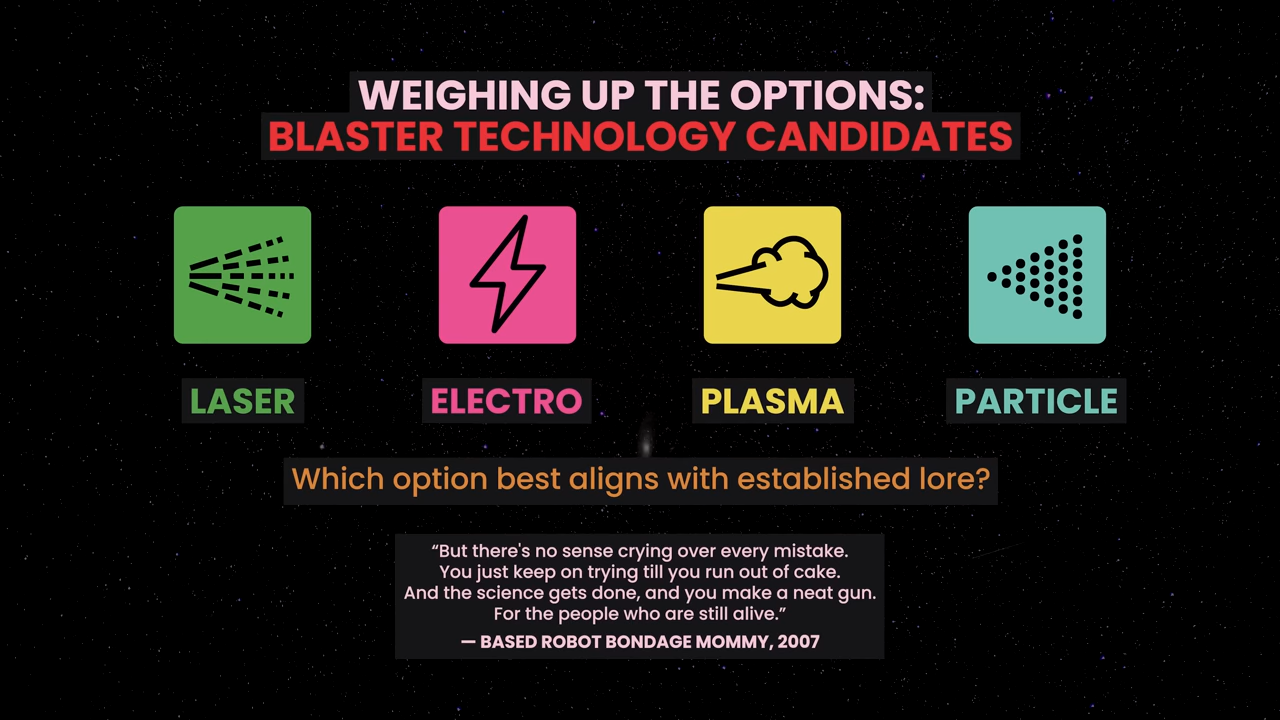 WEIGHING UP THE OPTIONS:
BLASTER TECHNOLOGY CANDIDATES
LASER
ELECTRO
PLASMA
PARTICLE
Which option best aligns with established lore?
“But there's no sense crying over every mistake.
You just keep on trying till you run out of cake.
And the science gets done, and you make a neat gun.
For the people who are still alive.”
— BASED ROBOT BONDAGE MOMMY, 2007